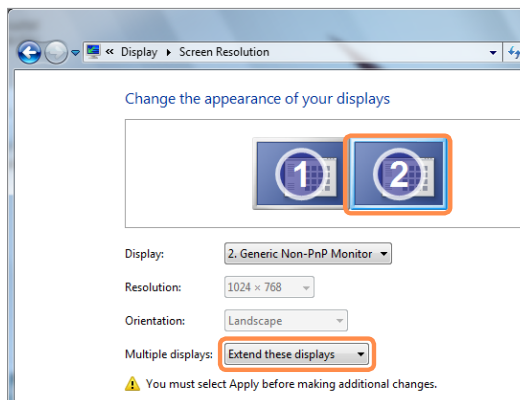 « Display ▸ Screen Resolution
Change the appearance of your displays
1 2
Display: 2. Generic Non-PnP Monitor
Resolution: 1024 × 768
Orientation: Landscape
Multiple displays: Extend these displays
You must select Apply before making additional changes.